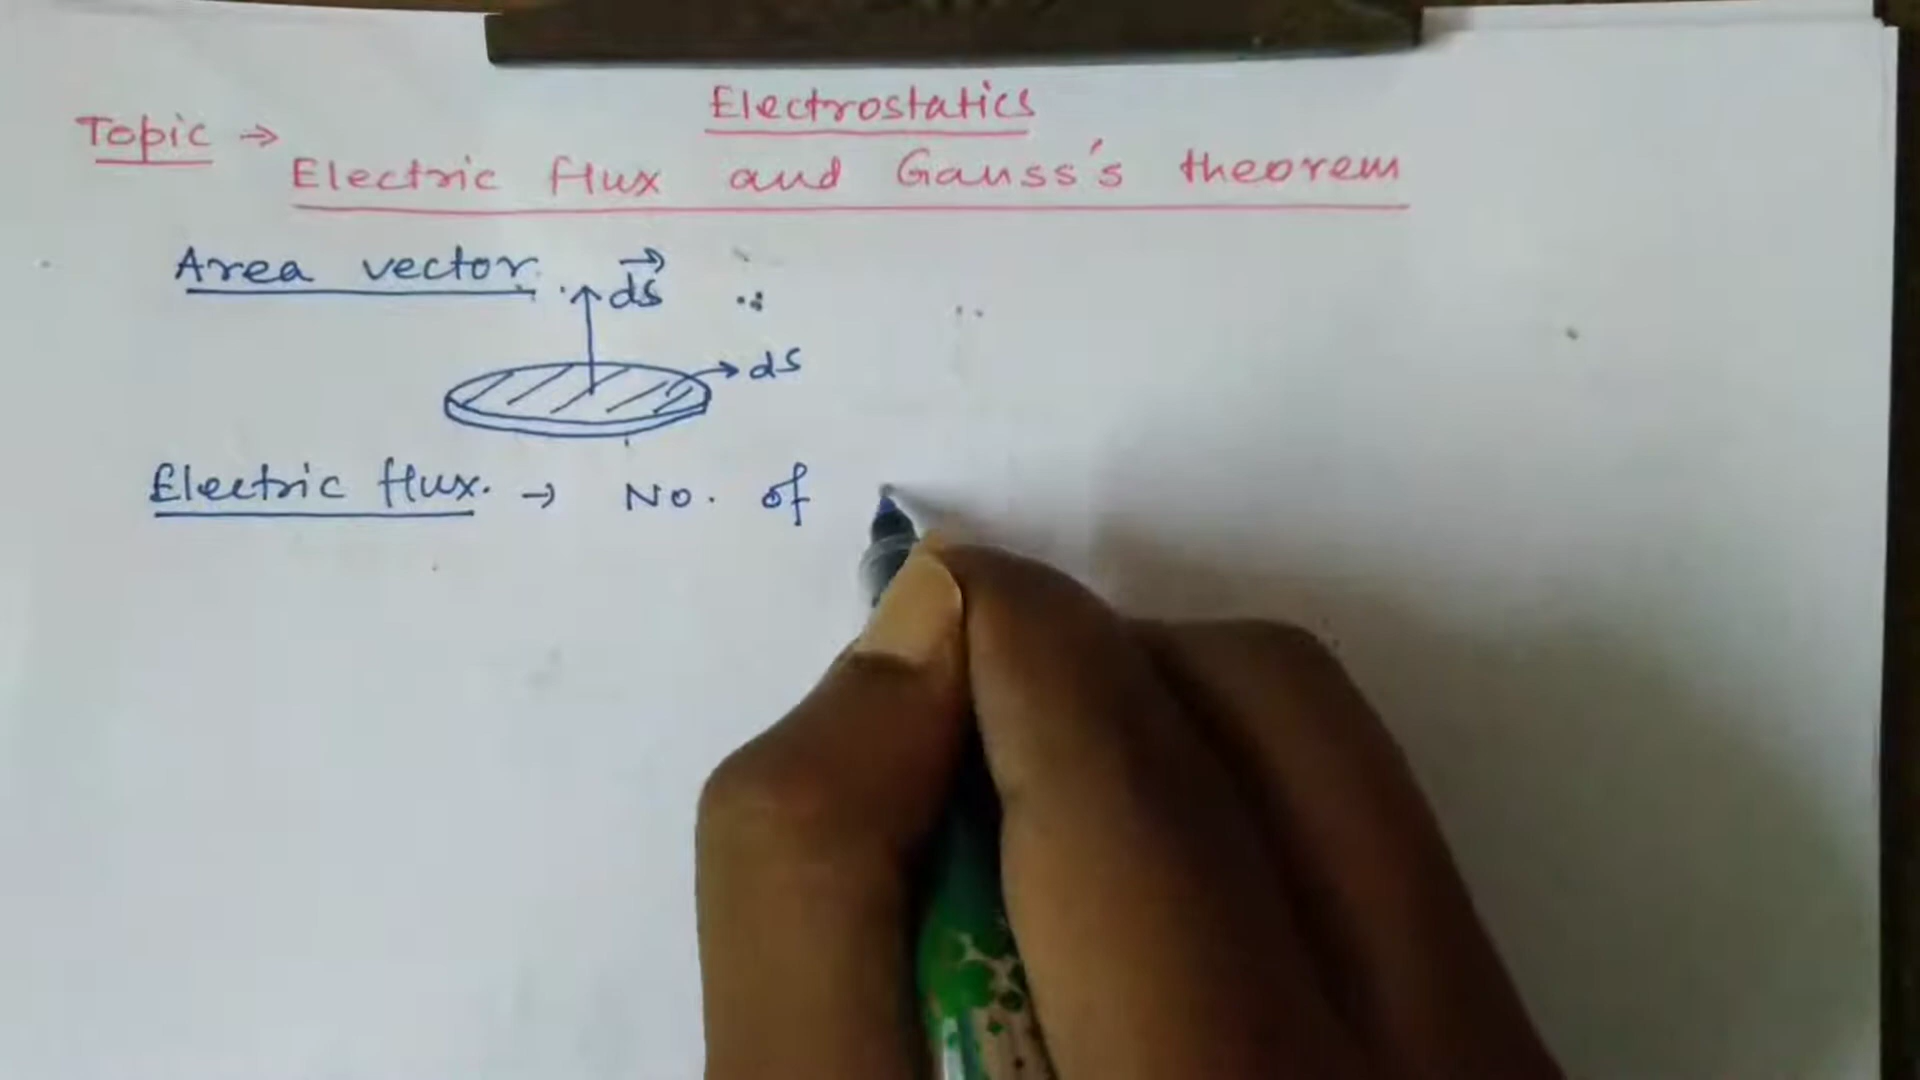 Electrostatics
Topic →
Electric flux and Gauss's theorem
Area vector.
→
ds
→ ds
Electric flux. → No. of